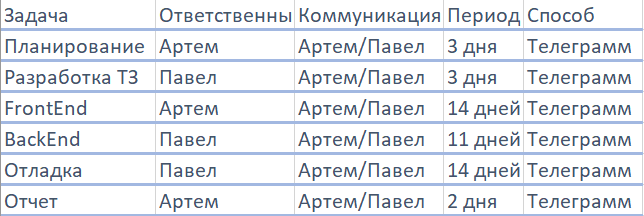 Задача Ответственны Коммуникация Период Способ
Планирование Артем Артем/Павел 3 дня Телеграмм
Разработка ТЗ Павел Артем/Павел 3 дня Телеграмм
FrontEnd Артем Артем/Павел 14 дней Телеграмм
BackEnd Павел Артем/Павел 11 дней Телеграмм
Отладка Павел Артем/Павел 14 дней Телеграмм
Отчет Артем Артем/Павел 2 дня Телеграмм